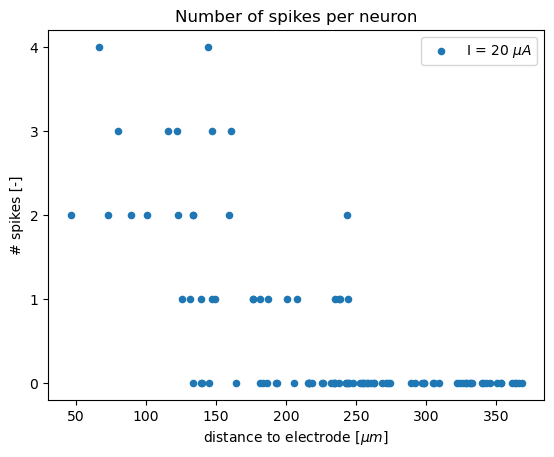 Number of spikes per neuron
I = 20 μA
# spikes [-]
4
3
2
1
0
50 100 150 200 250 300 350
distance to electrode [μm]